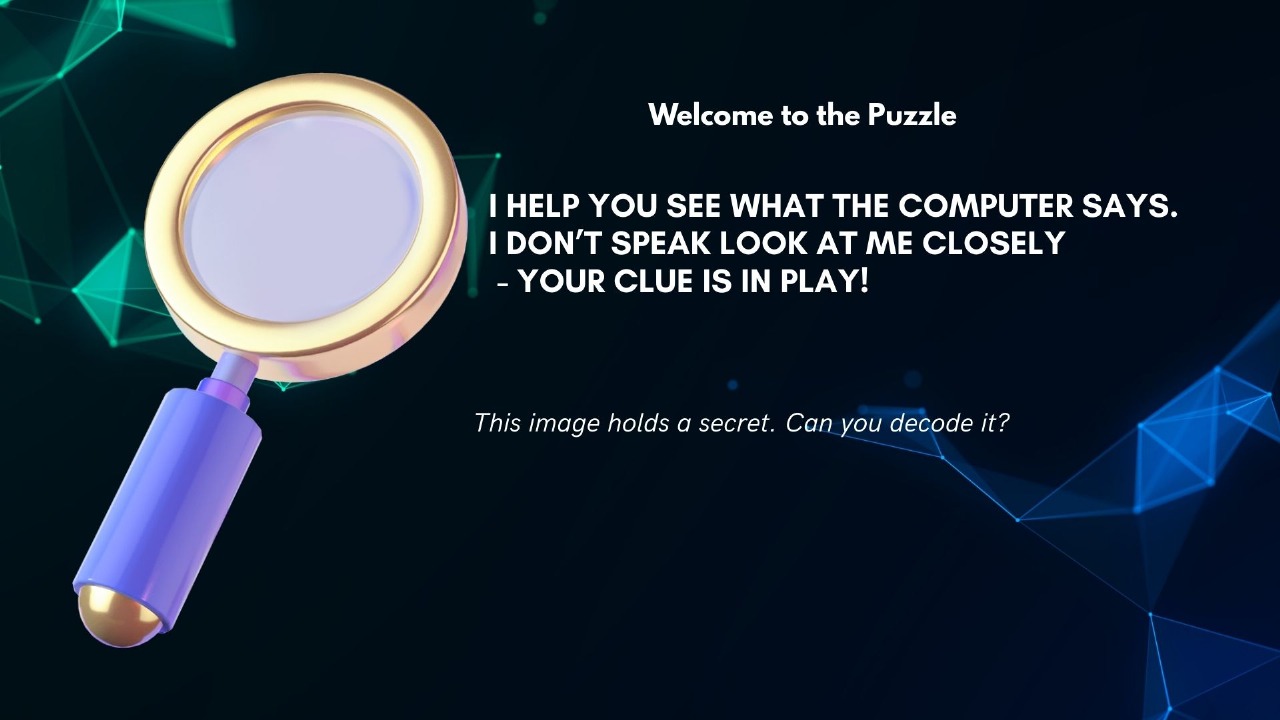 Welcome to the Puzzle
I HELP YOU SEE WHAT THE COMPUTER SAYS.
I DON’T SPEAK LOOK AT ME CLOSELY
- YOUR CLUE IS IN PLAY!
This image holds a secret. Can you decode it?